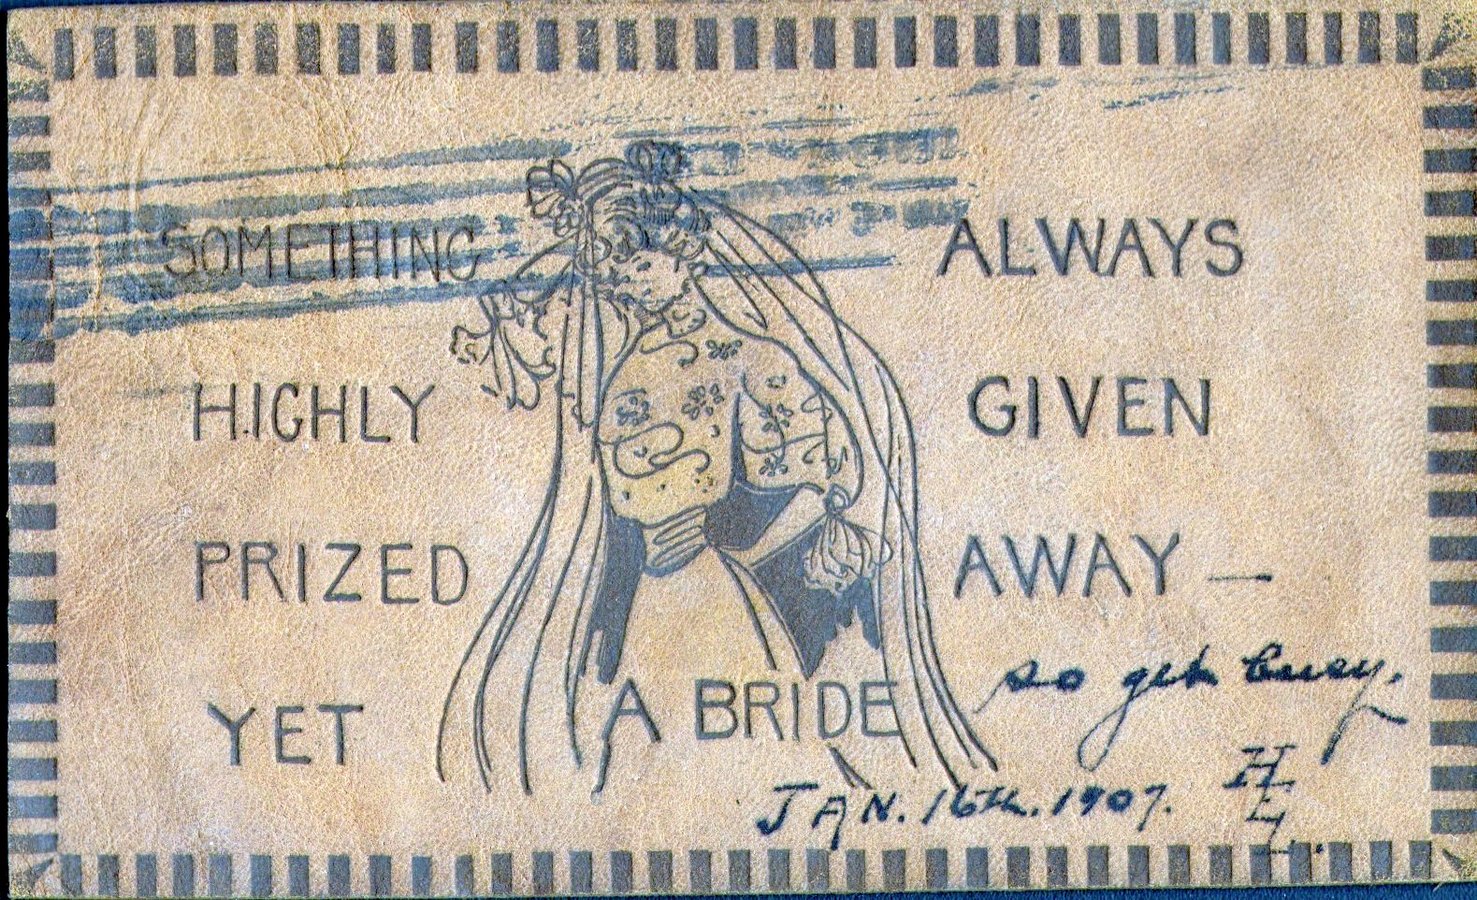 SOMETHING
HIGHLY
PRIZED
YET
ALWAYS
GIVEN
AWAY —
A BRIDE
so get busy.
JAN. 16th. 1907.